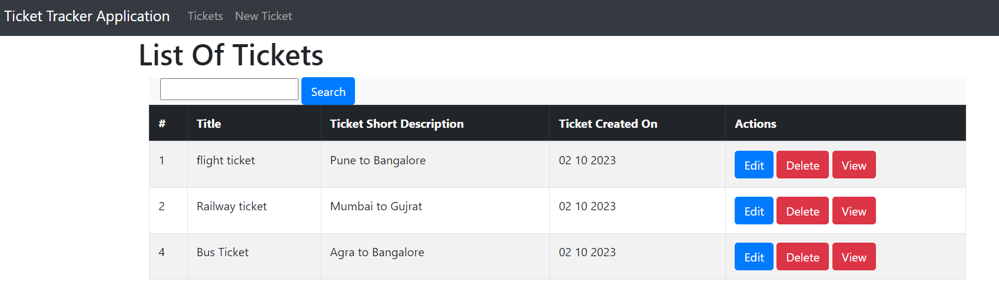 Ticket Tracker Application Tickets New Ticket
List Of Tickets
Search
# Title Ticket Short Description Ticket Created On Actions
1 flight ticket Pune to Bangalore 02 10 2023 Edit Delete View
2 Railway ticket Mumbai to Gujrat 02 10 2023 Edit Delete View
4 Bus Ticket Agra to Bangalore 02 10 2023 Edit Delete View